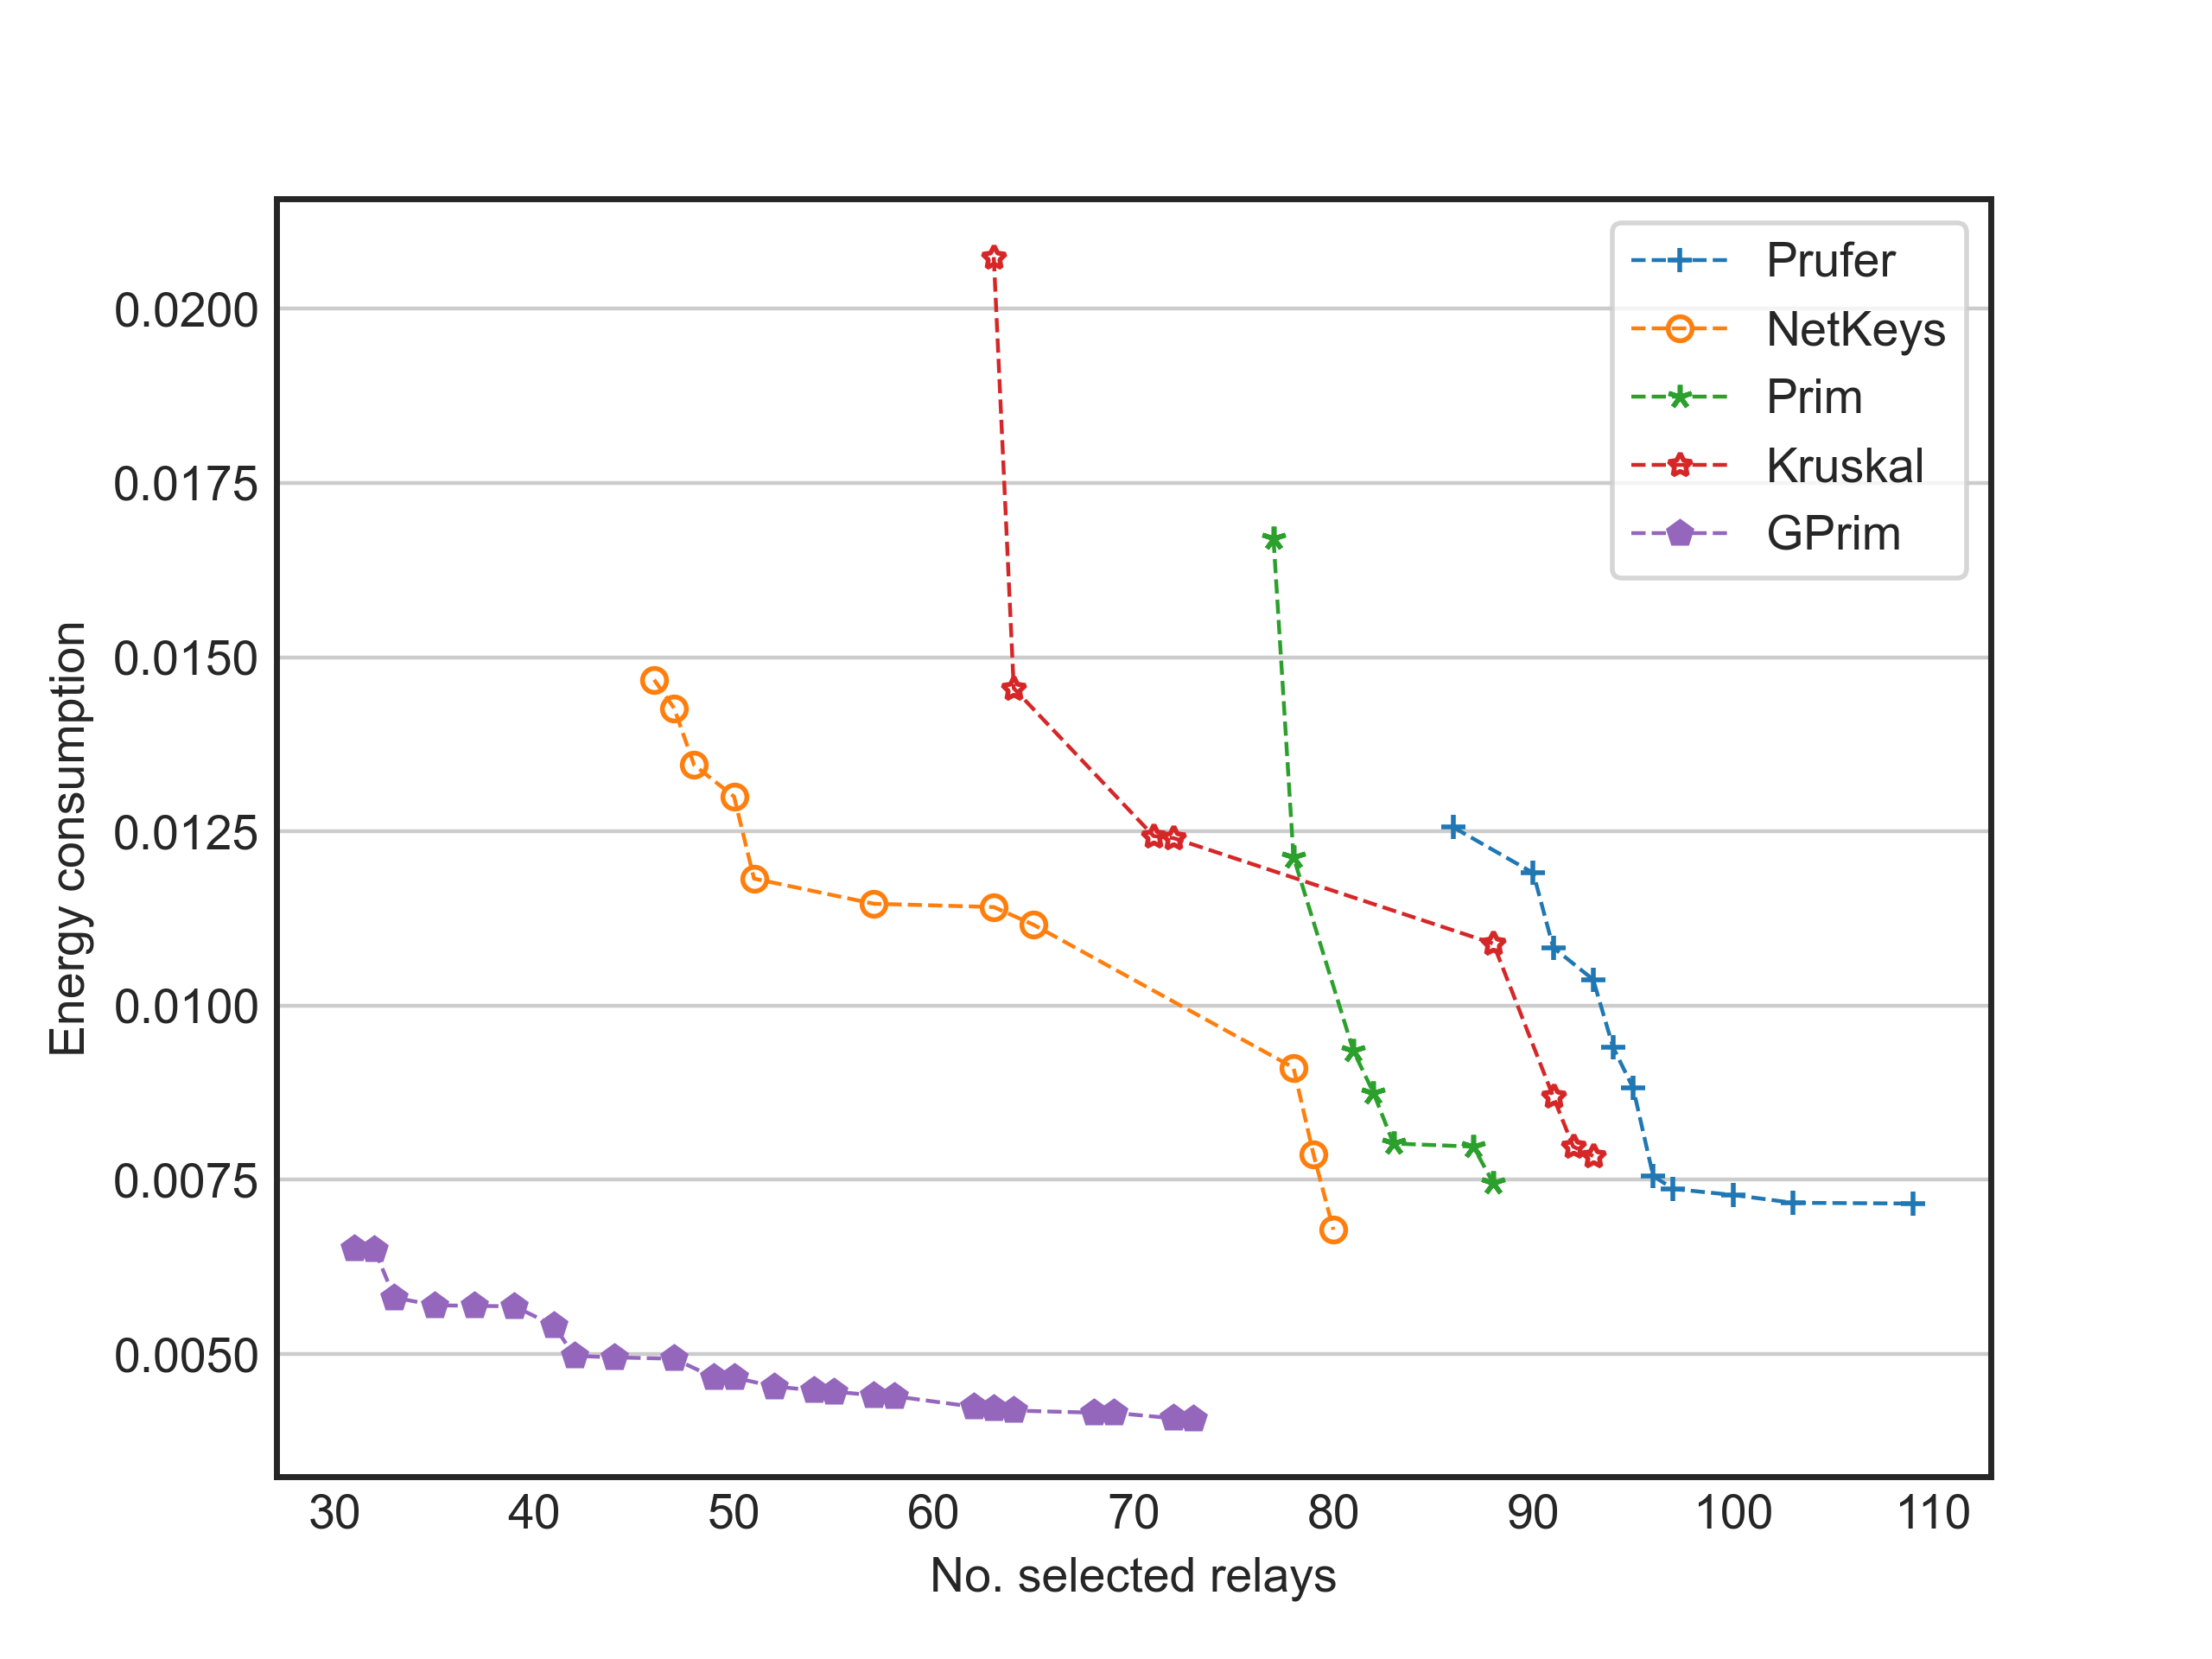 Prufer
NetKeys
Prim
Kruskal
GPrim
0.0200
0.0175
0.0150
0.0125
0.0100
0.0075
0.0050
Energy consumption
30 40 50 60 70 80 90 100 110
No. selected relays